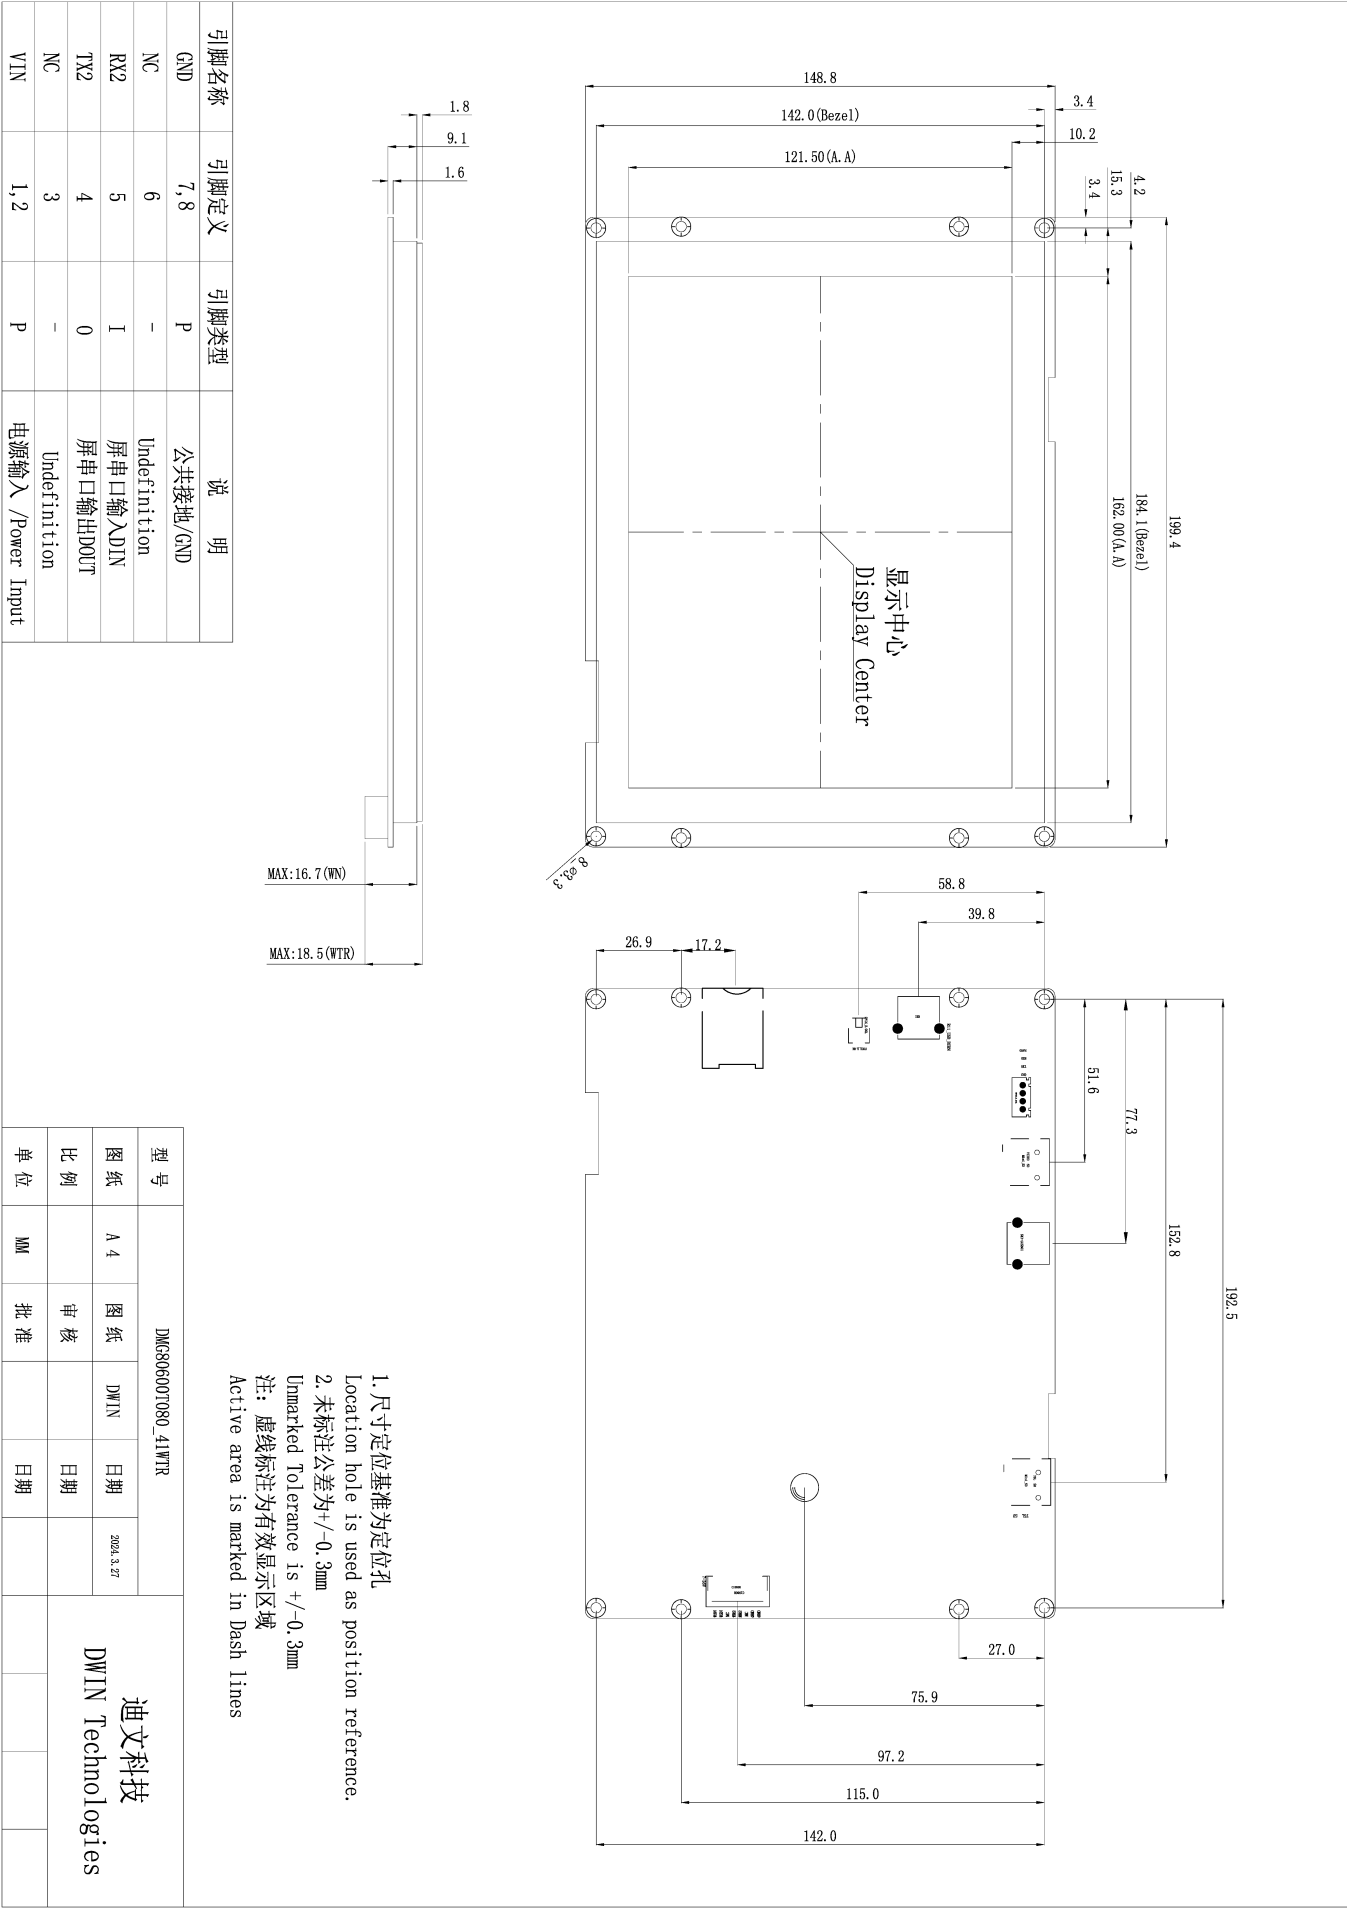 148.8
142.0(Bezel)
121.50(A.A)
3.4
10.2
4.2
15.3
3.4
199.4
184.1(Bezel)
162.00(A.A)
显示中心
Display Center
8-ø3.3
1.8
9.1
1.6
MAX:16.7(WN)
MAX:18.5(WTR)
58.8
39.8
26.9
17.2
51.6
77.3
152.8
192.5
27.0
75.9
97.2
115.0
142.0
引脚名称 引脚定义 引脚类型 说 明
GND 7,8 P 公共接地/GND
NC 6 - Undefinition
RX2 5 I 屏串口输入DIN
TX2 4 O 屏串口输出DOUT
NC 3 - Undefinition
VIN 1,2 P 电源输入 /Power Input
1.尺寸定位基准为定位孔
Location hole is used as position reference.
2.未标注公差为+/-0.3mm
Unmarked Tolerance is +/-0.3mm
注：虚线标注为有效显示区域
Active area is marked in Dash lines
型号 DMG80600T080_41WTR
图纸 A4 图纸 DWIN 日期 2024.3.27
比例 审核 日期
单位 MM 批准 日期
迪文科技
DWIN Technologies